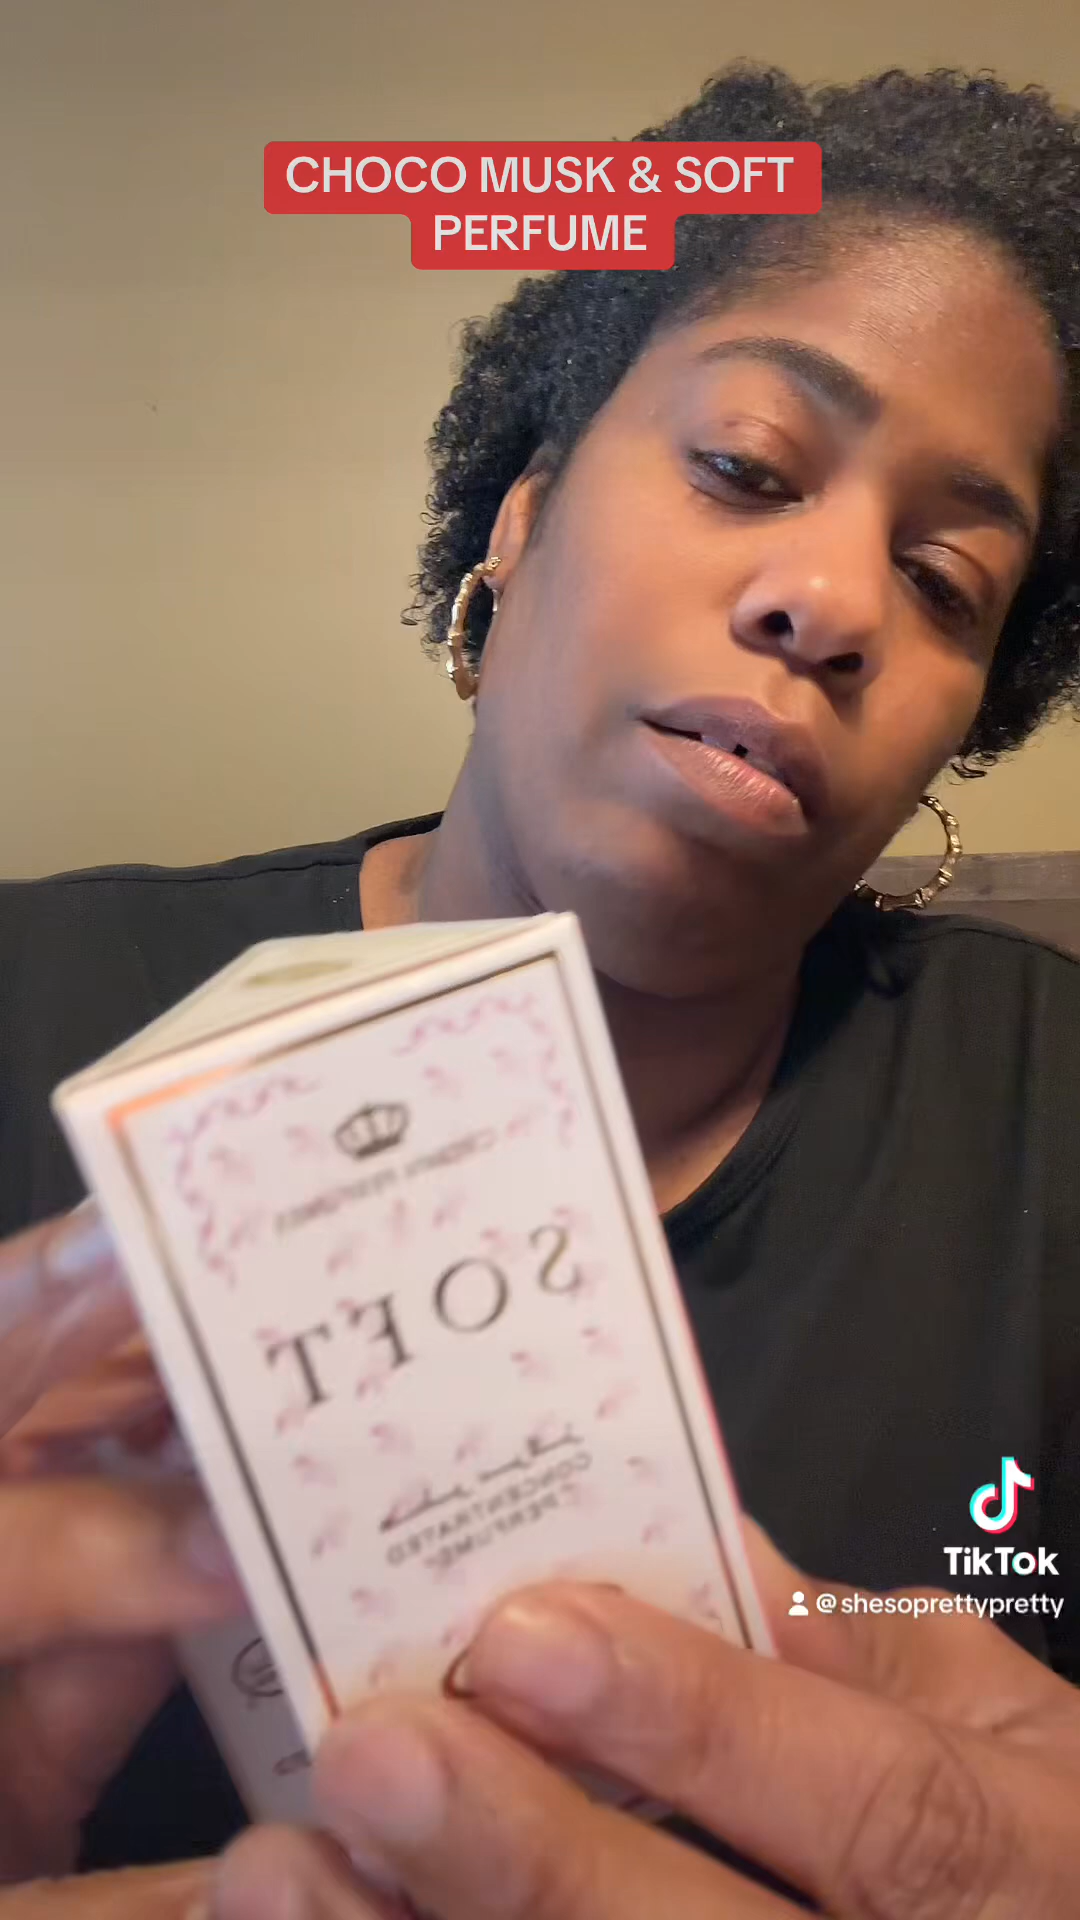 CHOCO MUSK & SOFT
PERFUME
SOFT
CONCENTRATED
PERFUME
TikTok
@shesoprettypretty